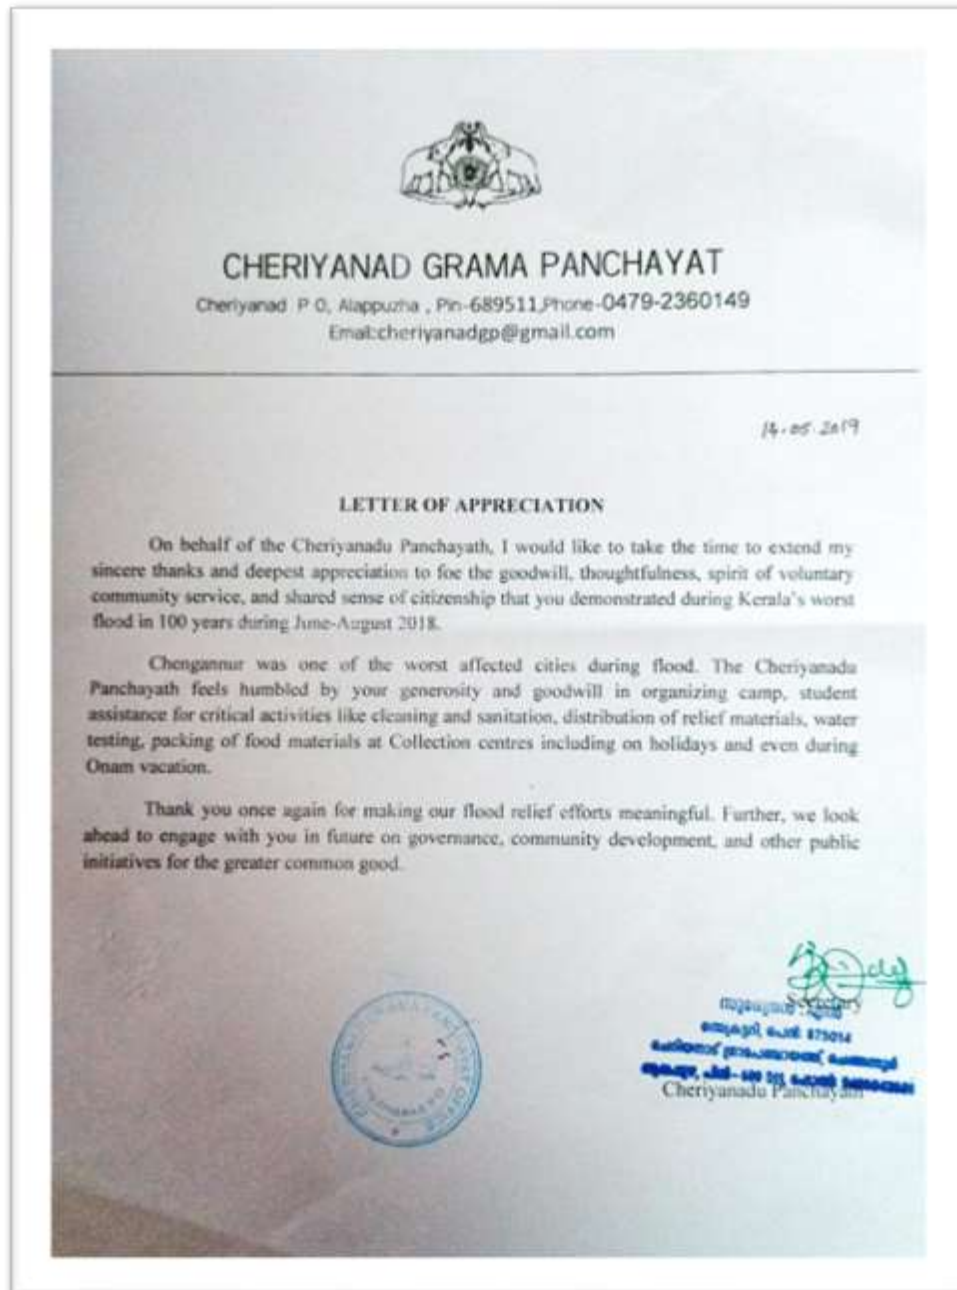 CHERIYANAD GRAMA PANCHAYAT
Cheriyanad P O, Alappuzha , Pin-689511,Phone-0479-2360149
Email:cheriyanadgp@gmail.com
14.05.2019
LETTER OF APPRECIATION
On behalf of the Cheriyanadu Panchayath, I would like to take the time to extend my
sincere thanks and deepest appreciation to foe the goodwill, thoughtfulness, spirit of voluntary
community service, and shared sense of citizenship that you demonstrated during Kerala's worst
flood in 100 years during June-August 2018.
Chengannur was one of the worst affected cities during flood. The Cheriyanadu
Panchayath feels humbled by your generosity and goodwill in organizing camp, student
assistance for critical activities like cleaning and sanitation, distribution of relief materials, water
testing, packing of food materials at Collection centres including on holidays and even during
Onam vacation.
Thank you once again for making our flood relief efforts meaningful. Further, we look
ahead to engage with you in future on governance, community development, and other public
initiatives for the greater common good.
Secretary
Cheriyanadu Panchayath